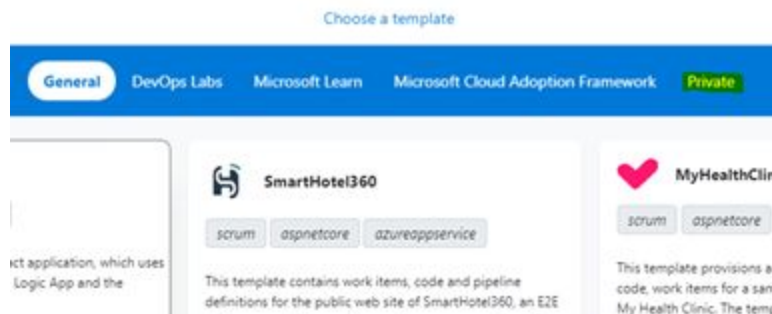 Choose a template
General DevOps Labs Microsoft Learn Microsoft Cloud Adoption Framework Private
SmartHotel360
scrum aspnetcore azureappservice
This template contains work items, code and pipeline
definitions for the public web site of SmartHotel360, an E2E
ct application, which uses
Logic App and the
MyHealthClin
scrum aspnetcore
This template provisions a
code, work items for a san
My Health Clinic. The temp